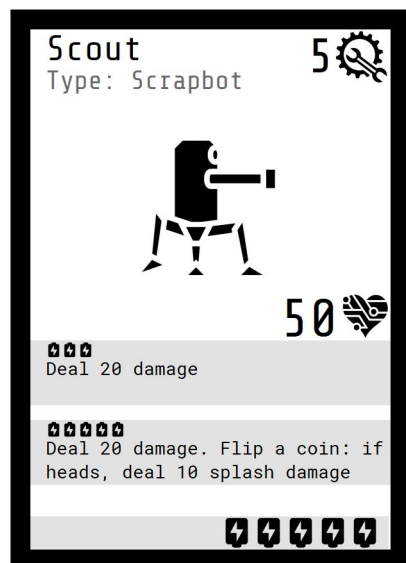 Scout
5
Type: Scrapbot
50
Deal 20 damage
Deal 20 damage. Flip a coin: if
heads, deal 10 splash damage